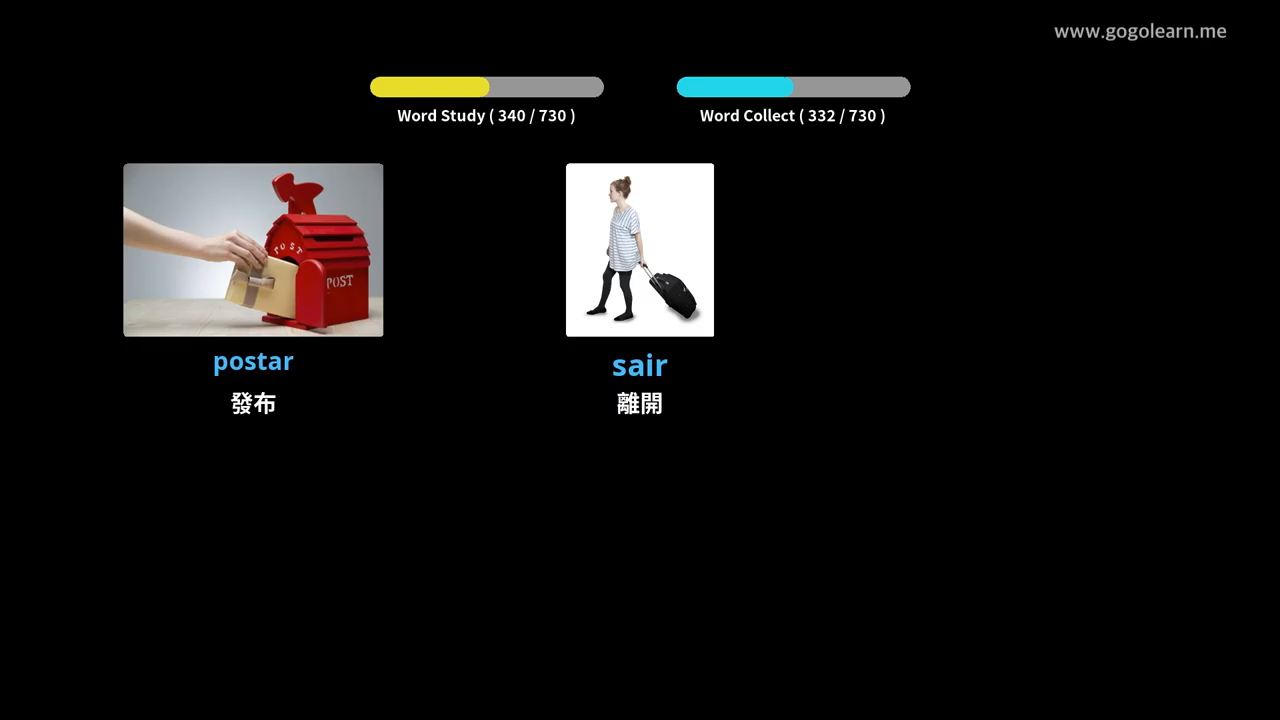 www.gogolearn.me
Word Study ( 340 / 730 )
Word Collect ( 332 / 730 )
POST
POST
postar
發布
sair
離開